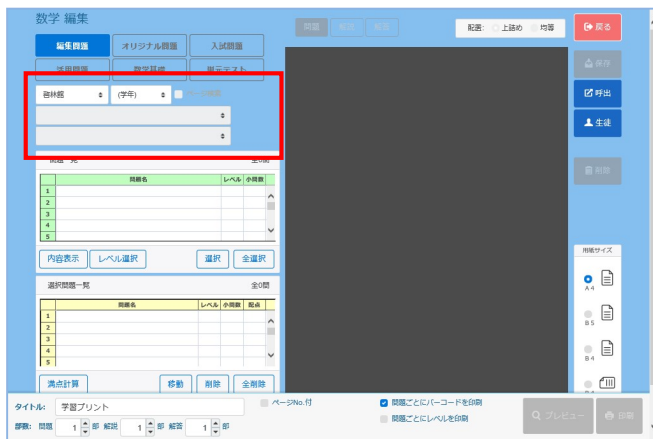 数学 編集
問題 解答 解説
配置: 上詰め 均等
戻る
編集問題 オリジナル問題 入試問題
活用問題 数学基礎 単元テスト
保存
呼出
啓林館 (学年) ページ検索
生徒
問題一覧 全0問
削除
問題名 レベル 小問数
1
2
3
4
5
内容表示 レベル選択 選択 全選択
用紙サイズ
選択問題一覧 全0問
A4
問題名 レベル 小問数 配点
1
2
B5
3
4
5
B4
満点計算 移動 削除 全削除
タイトル: 学習プリント
ページNo.付
問題ごとにバーコードを印刷
問題ごとにレベルを印刷
部数: 問題 1 部 解説 1 部 解答 1 部
プレビュー 印刷